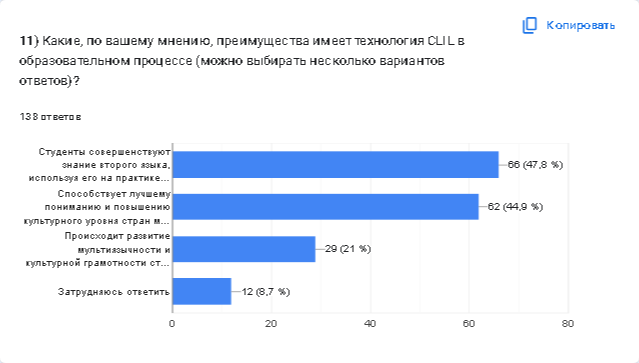 Копировать
11) Какие, по вашему мнению, преимущества имеет технология CLIL в
образовательном процессе (можно выбирать несколько вариантов
ответов)?
138 ответов
Студенты совершенствуют
знание второго языка,
используя его на практике...
66 (47,8 %)
Способствует лучшему
пониманию и повышению
культурного уровня стран м...
62 (44,9 %)
Происходит развитие
мультиязычности и
культурной грамотности ст...
29 (21 %)
Затрудняюсь ответить
12 (8,7 %)
0 20 40 60 80